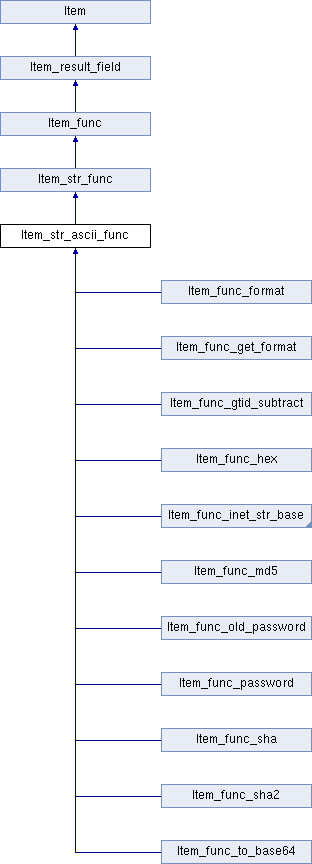 Item
Item_result_field
Item_func
Item_str_func
Item_str_ascii_func
Item_func_format
Item_func_get_format
Item_func_gtid_subtract
Item_func_hex
Item_func_inet_str_base
Item_func_md5
Item_func_old_password
Item_func_password
Item_func_sha
Item_func_sha2
Item_func_to_base64